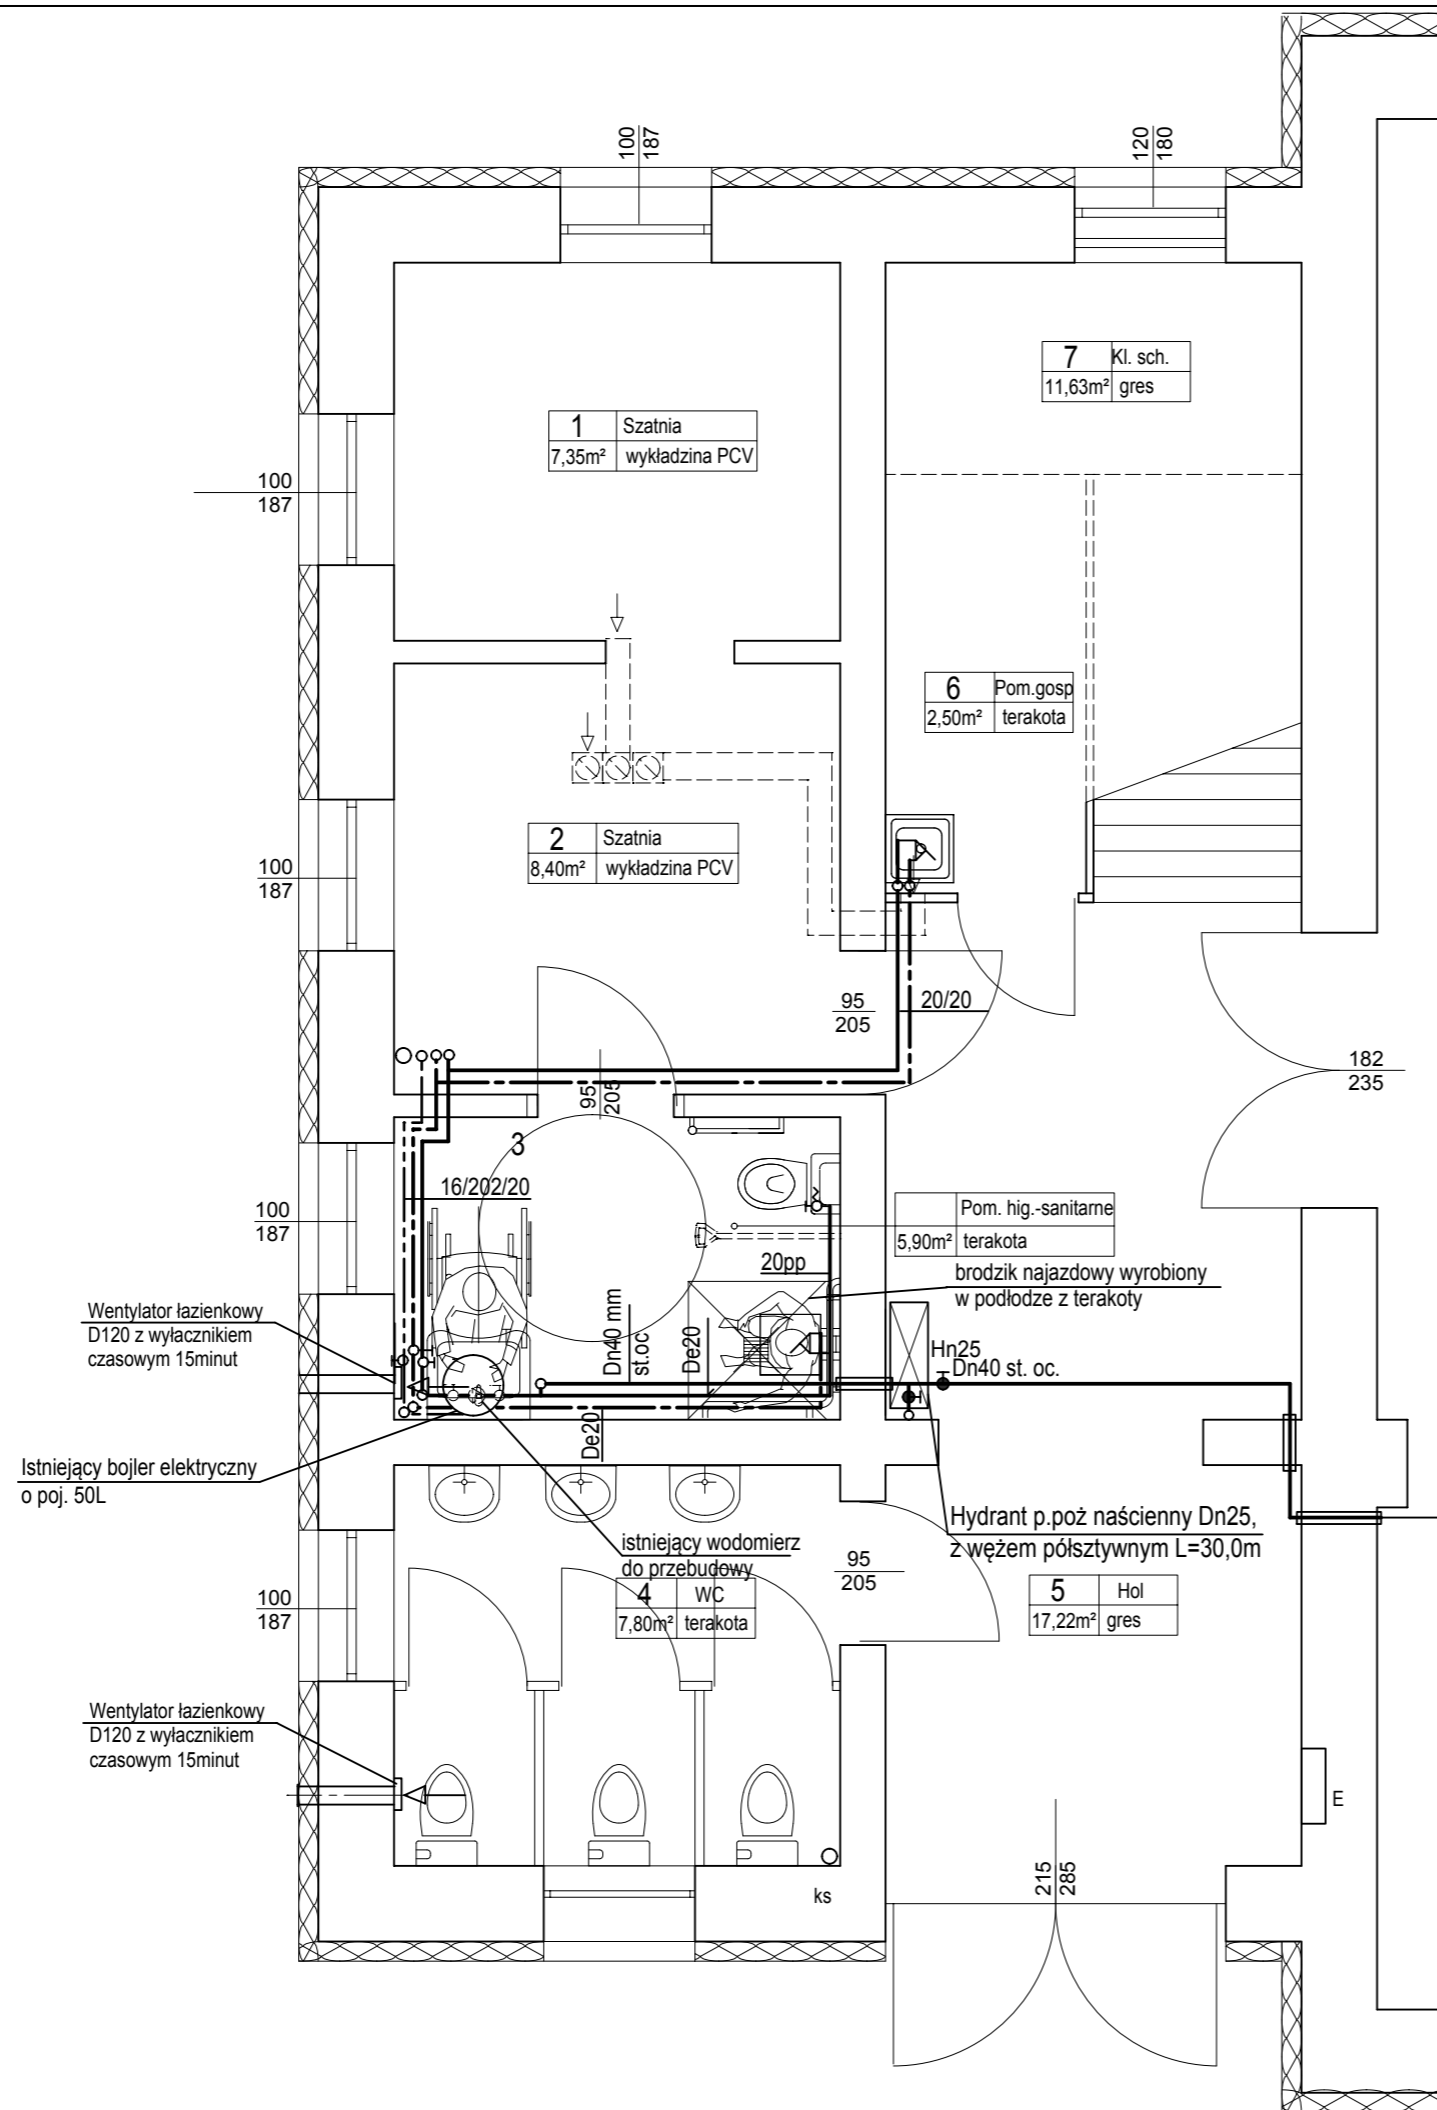 100
187
120
180
7 Kl. sch.
11,63m² gres
1 Szatnia
7,35m² wykładzina PCV
100
187
6 Pom.gosp
2,50m² terakota
2 Szatnia
8,40m² wykładzina PCV
100
187
95
205
20/20
182
235
95
205
3
16/202/20
100
187
Pom. hig.-sanitarne
5,90m² terakota
20pp
brodzik najazdowy wyrobiony
w podłodze z terakoty
Wentylator łazienkowy
D120 z wyłacznikiem
czasowym 15minut
Dn40 mm
st.oc
De20
Hn25
Dn40 st. oc.
De20
Istniejący bojler elektryczny
o poj. 50L
Hydrant p.poż naścienny Dn25,
z wężem półsztywnym L=30,0m
istniejący wodomierz
do przebudowy
95
205
4 WC
7,80m² terakota
5 Hol
17,22m² gres
100
187
Wentylator łazienkowy
D120 z wyłacznikiem
czasowym 15minut
E
215
285
ks